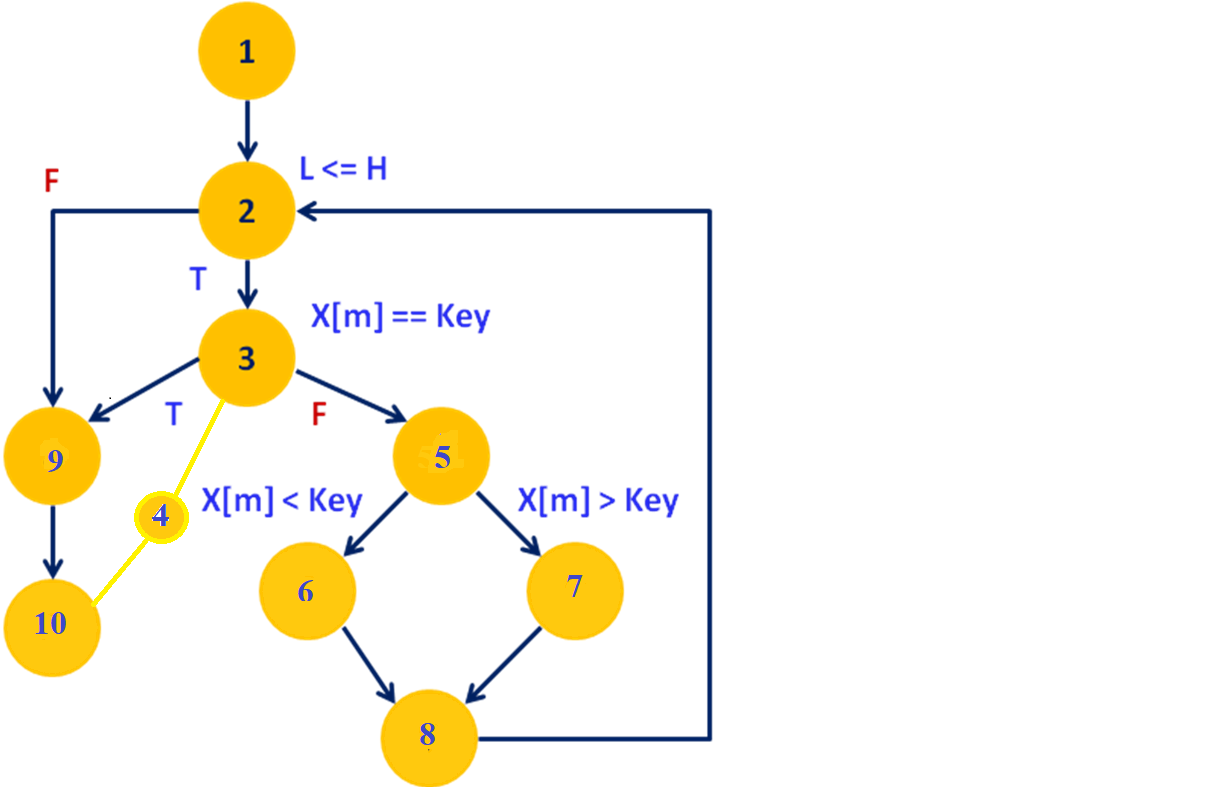 1
L <= H
F
2
T
X[m] == Key
3
T
F
9
5
4
X[m] < Key
X[m] > Key
6
7
10
8